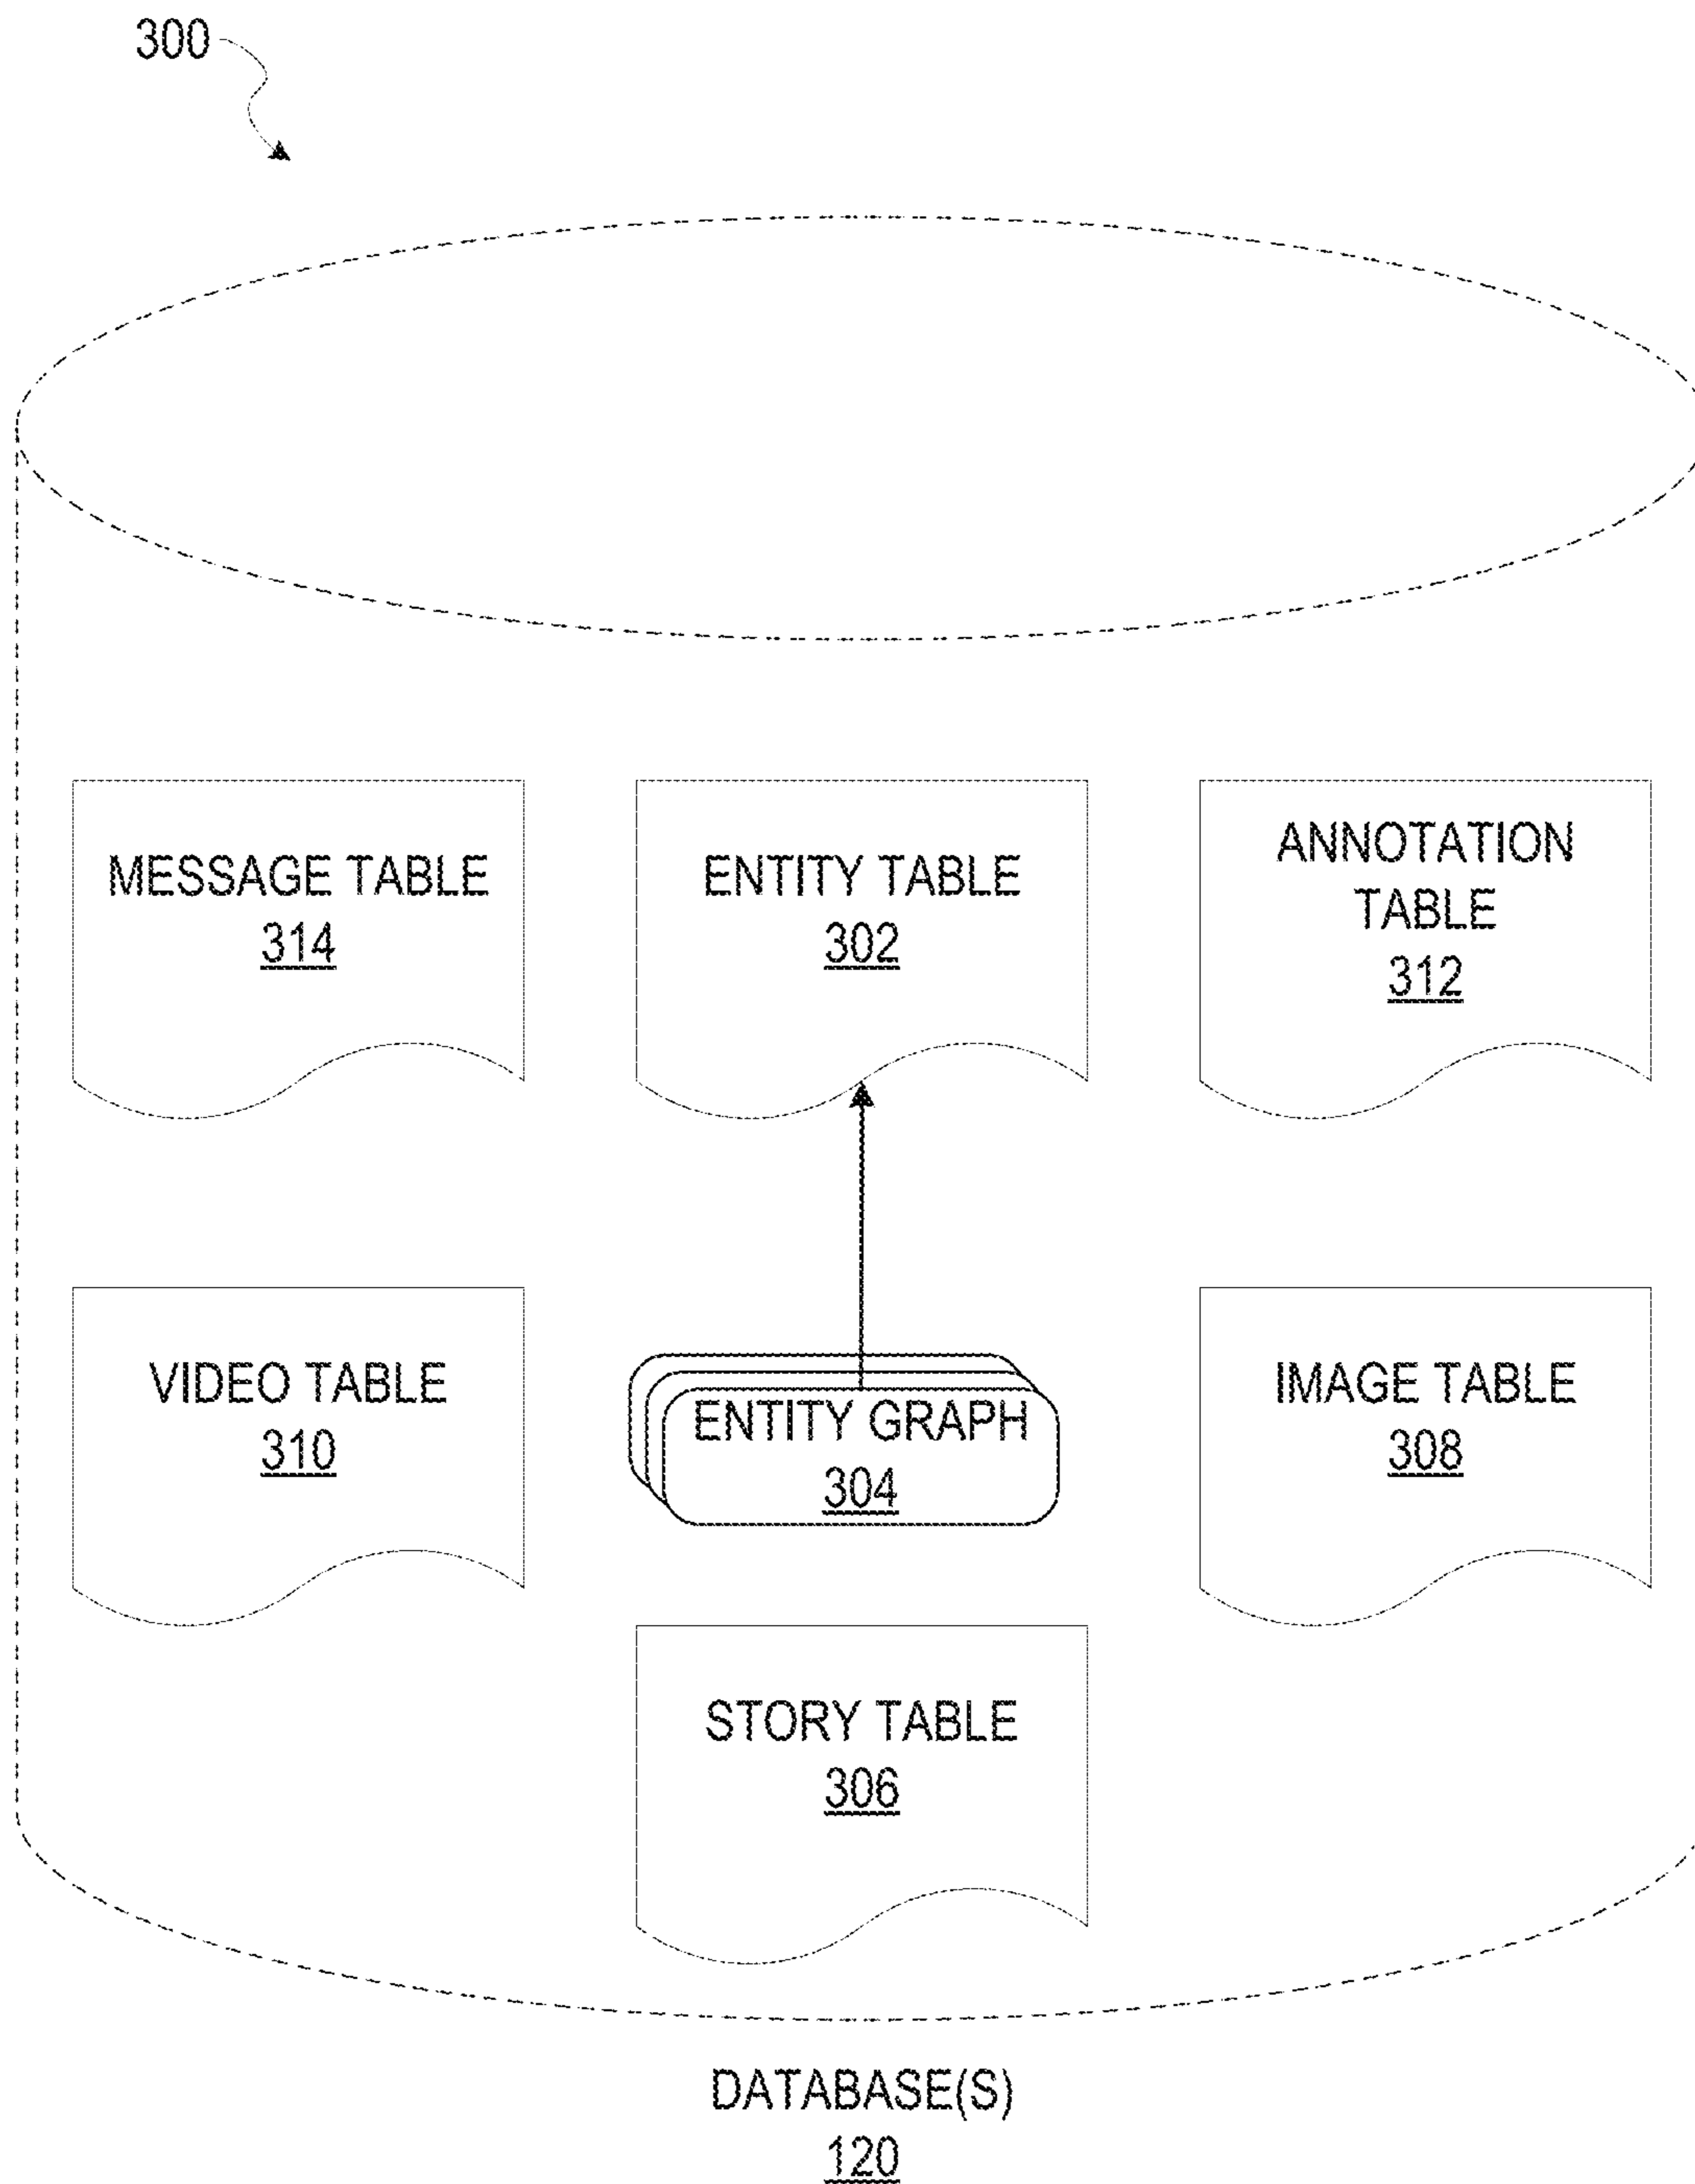 300
MESSAGE TABLE
314
ENTITY TABLE
302
ANNOTATION
TABLE
312
VIDEO TABLE
310
ENTITY GRAPH
304
IMAGE TABLE
308
STORY TABLE
306
DATABASE(S)
120